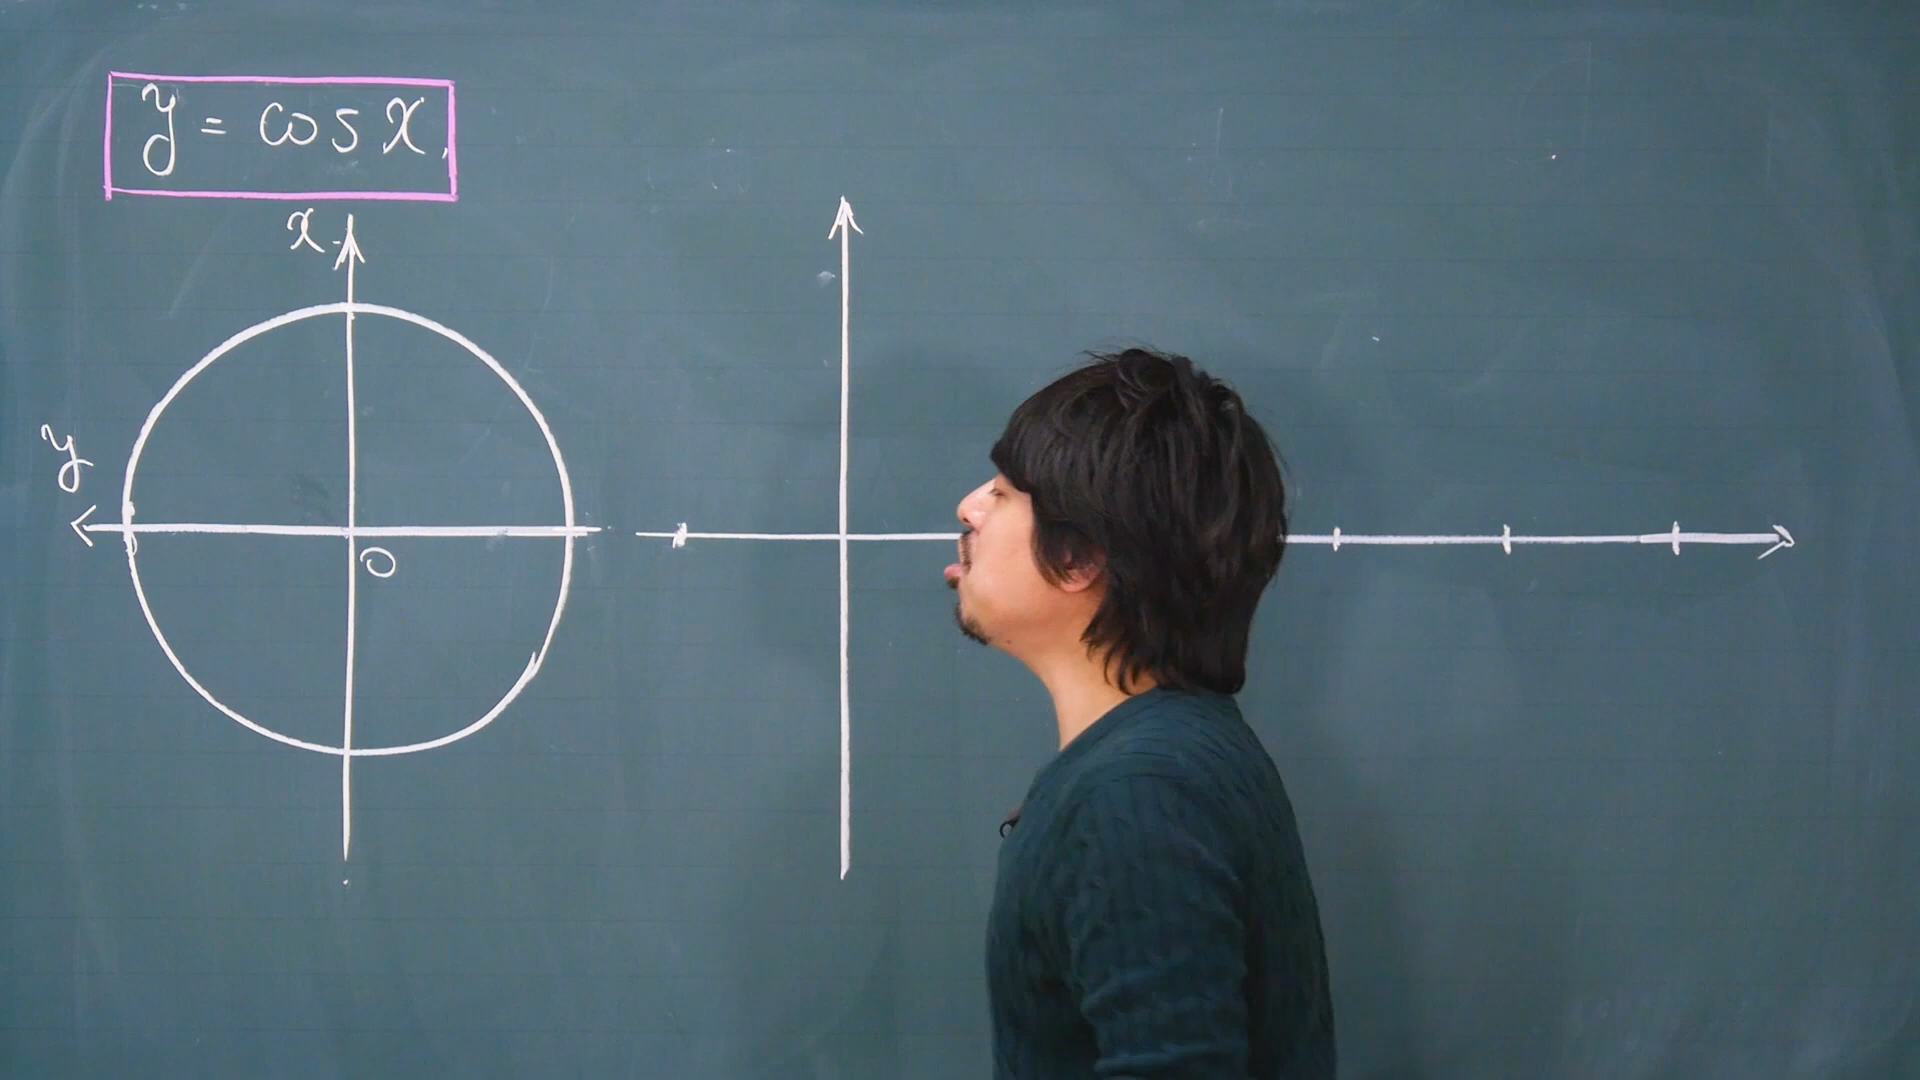 y = cos x
x
y
O